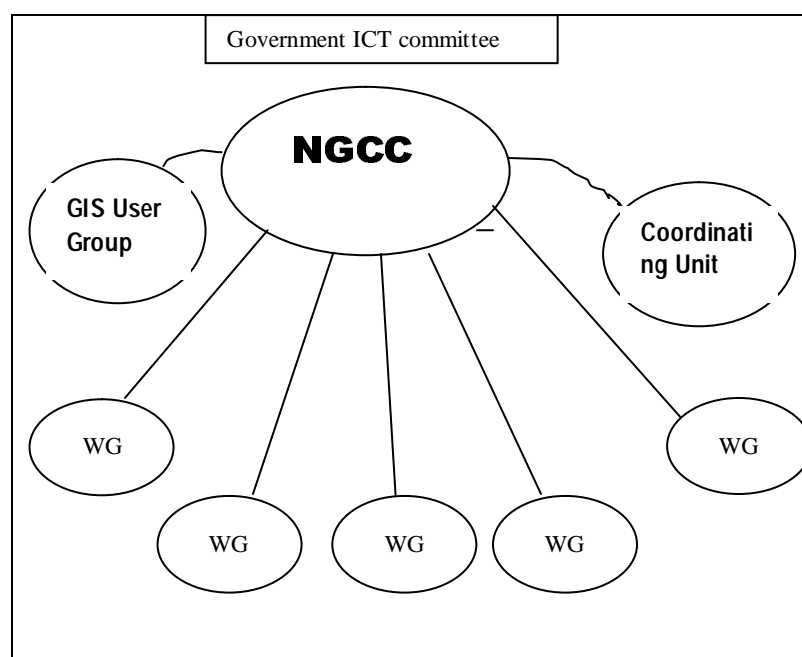 Government ICT committee
NGCC
GIS User
Group
Coordinati
ng Unit
WG
WG
WG
WG
WG